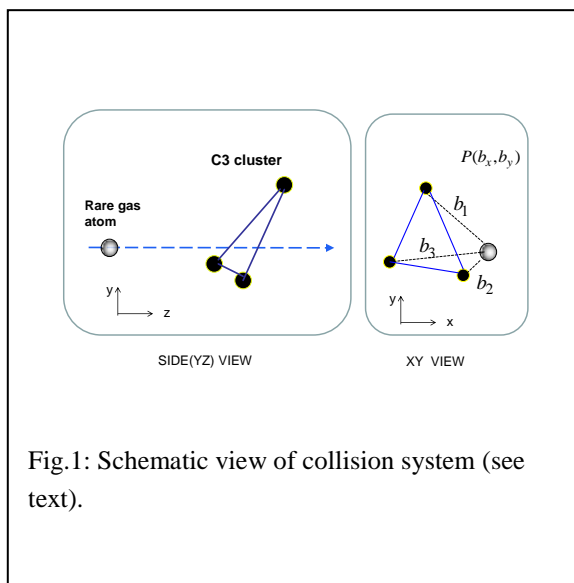 C3 cluster
Rare gas
atom
y
z
SIDE(YZ) VIEW
P(b_x,b_y)
b_1
b_3
b_2
y
x
XY VIEW
Fig.1: Schematic view of collision system (see
text).